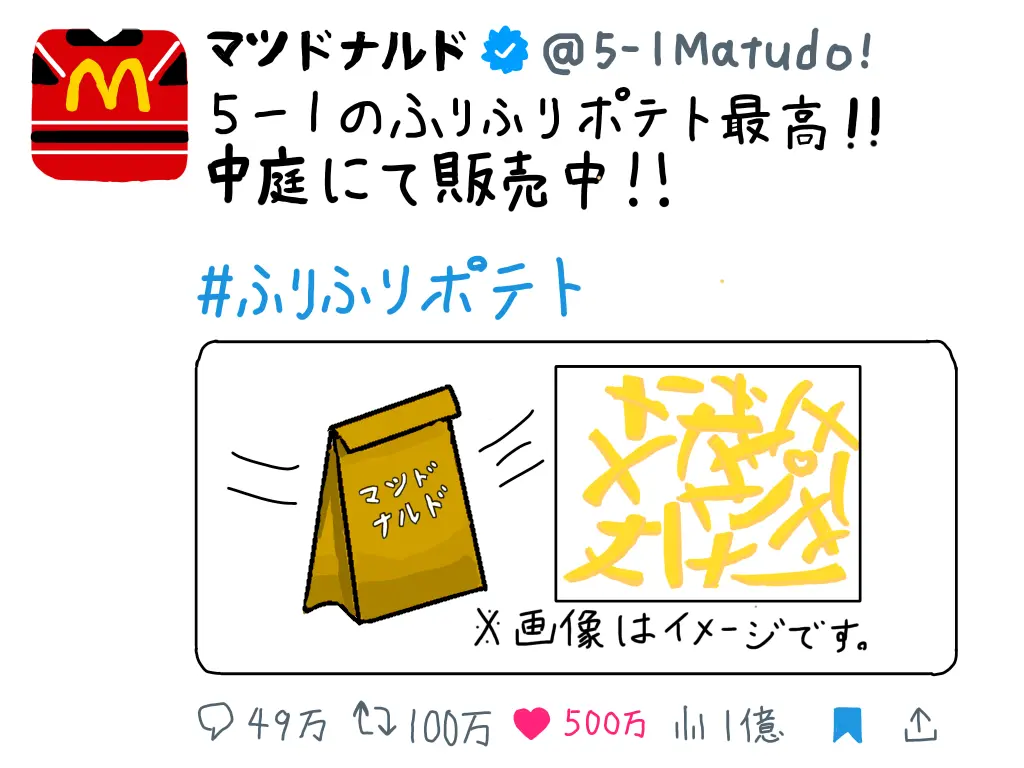 M
マツドナルド @5-1Matudo!
5-1のふりふりポテト最高!!
中庭にて販売中!!
#ふりふりポテト
マツド
ナルド
※画像はイメージです。
49万 100万 500万 1億